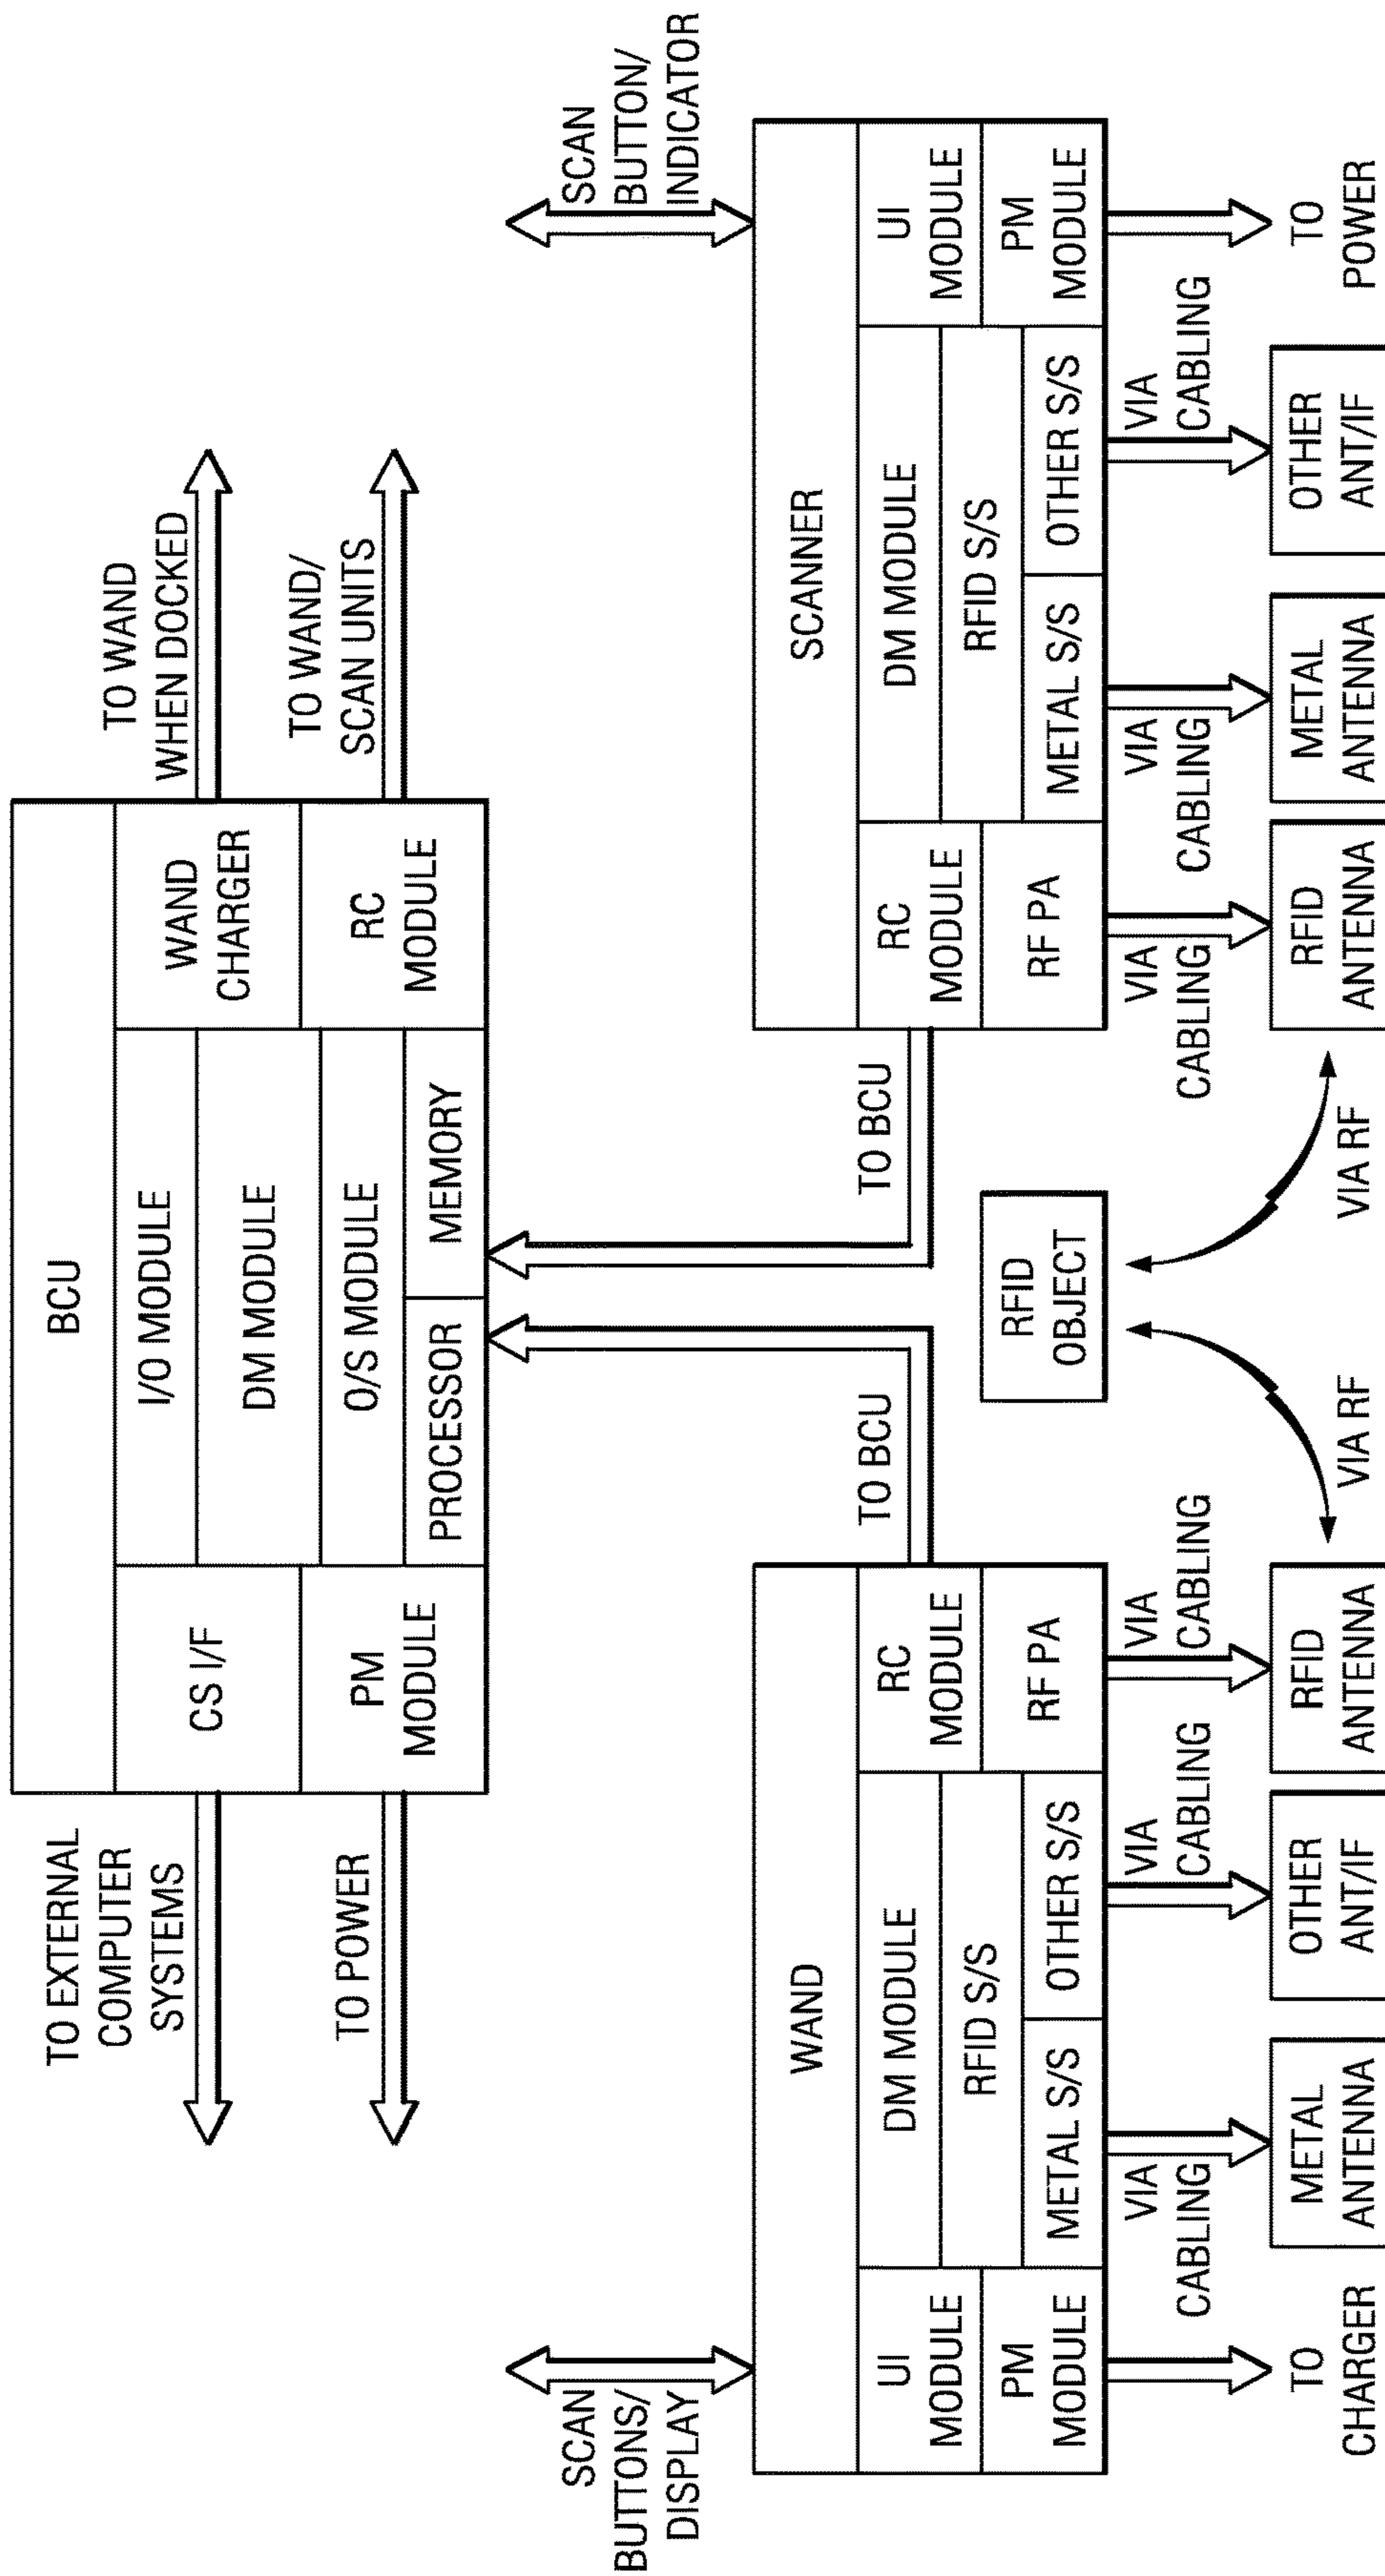 TO EXTERNAL
COMPUTER
SYSTEMS
TO POWER
BCU
CS I/F
PM
MODULE
I/O MODULE
DM MODULE
O/S MODULE
PROCESSOR
MEMORY
WAND
CHARGER
RC
MODULE
TO WAND
WHEN DOCKED
TO WAND/
SCAN UNITS
SCAN
BUTTONS/
DISPLAY
WAND
UI
MODULE
PM
MODULE
DM MODULE
RFID S/S
METAL S/S
OTHER S/S
RC
MODULE
RF PA
TO BCU
TO
CHARGER
VIA
CABLING
METAL
ANTENNA
VIA
CABLING
OTHER
ANT/IF
VIA
CABLING
RFID
ANTENNA
VIA RF
RFID
OBJECT
VIA RF
SCAN
BUTTON/
INDICATOR
SCANNER
TO BCU
RC
MODULE
RF PA
DM MODULE
RFID S/S
METAL S/S
OTHER S/S
UI
MODULE
PM
MODULE
VIA
CABLING
RFID
ANTENNA
VIA
CABLING
METAL
ANTENNA
VIA
CABLING
OTHER
ANT/IF
TO
POWER